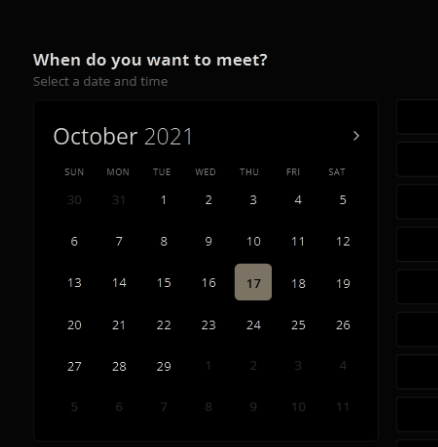 When do you want to meet?
Select a date and time
October 2021 >
SUN MON TUE WED THU FRI SAT
30 31 1 2 3 4 5
6 7 8 9 10 11 12
13 14 15 16 17 18 19
20 21 22 23 24 25 26
27 28 29 1 2 3 4
5 6 7 8 9 10 11